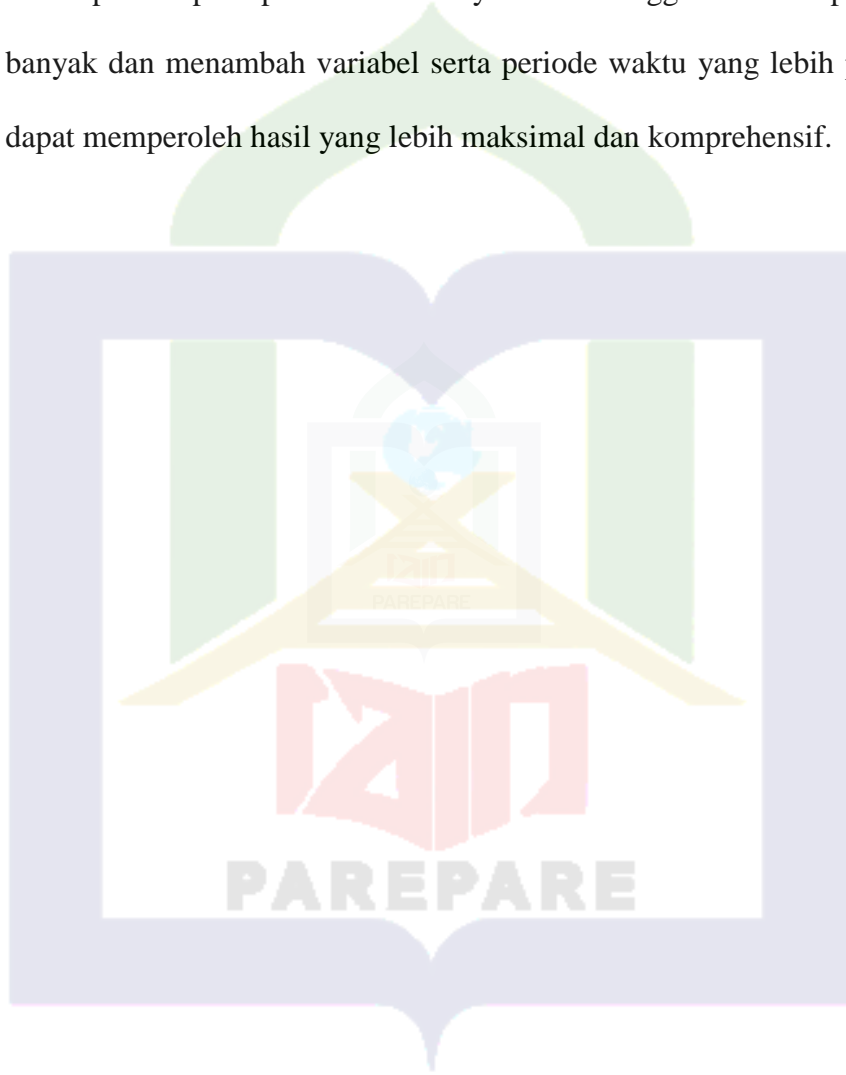 banyak dan menambah variabel serta periode waktu yang lebih
dapat memperoleh hasil yang lebih maksimal dan komprehensif.
iain
PAREPARE
iain
PAREPARE